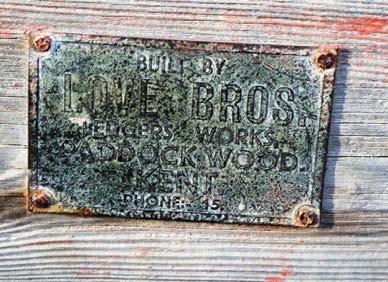 BUILT BY
LOVE BROS.
WORKS,
PADDOCK WOOD.
KENT
PHONE: 15